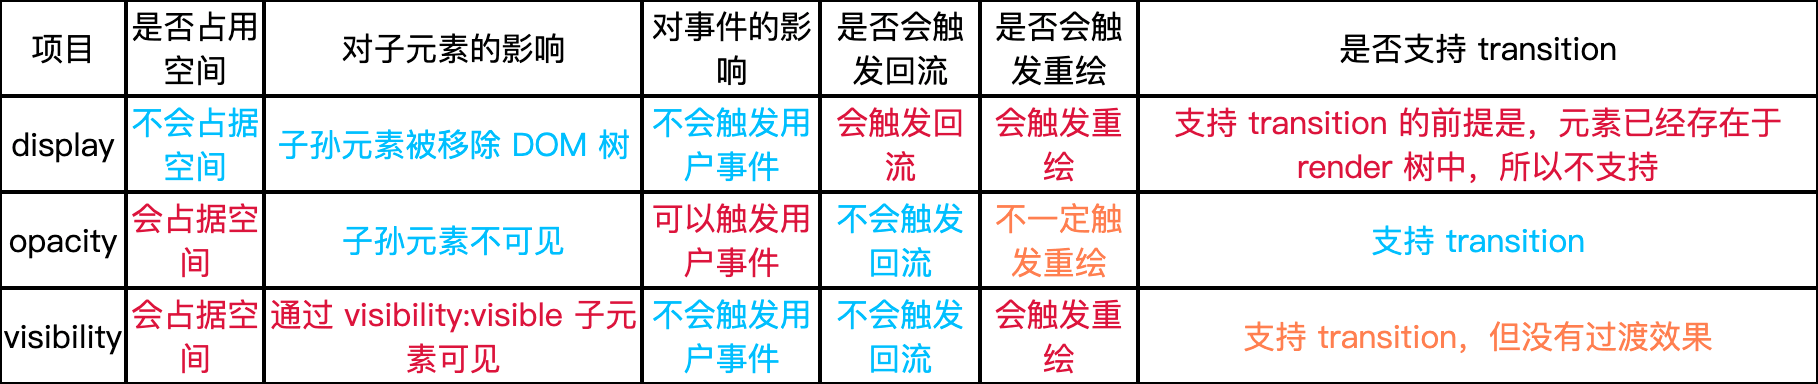 项目
是否占用
空间
对子元素的影响
对事件的影
响
是否会触
发回流
是否会触
发重绘
是否支持 transition
display
不会占据
空间
子孙元素被移除 DOM 树
不会触发用
户事件
会触发回
流
会触发重
绘
支持 transition 的前提是，元素已经存在于
render 树中，所以不支持
opacity
会占据空
间
子孙元素不可见
可以触发用
户事件
不会触发
回流
不一定触
发重绘
支持 transition
visibility
会占据空
间
通过 visibility:visible 子元
素可见
不会触发用
户事件
不会触发
回流
会触发重
绘
支持 transition，但没有过渡效果